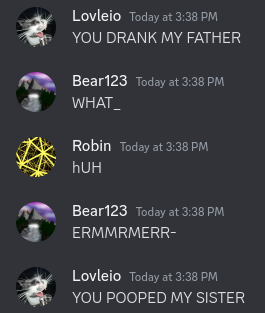 Lovleio Today at 3:38 PM
YOU DRANK MY FATHER
Bear123 Today at 3:38 PM
WHAT_
Robin Today at 3:38 PM
hUH
Bear123 Today at 3:38 PM
ERMMRMERR-
Lovleio Today at 3:38 PM
YOU POOPED MY SISTER